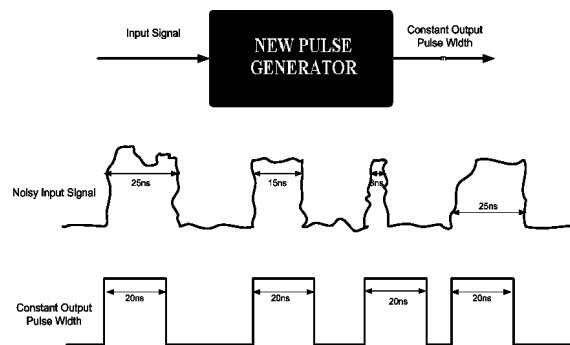 Input Signal
NEW PULSE
GENERATOR
Constant Output
Pulse Width
Noisy Input Signal
25ns
15ns
25ns
Constant Output
Pulse Width
20ns
20ns
20ns
20ns